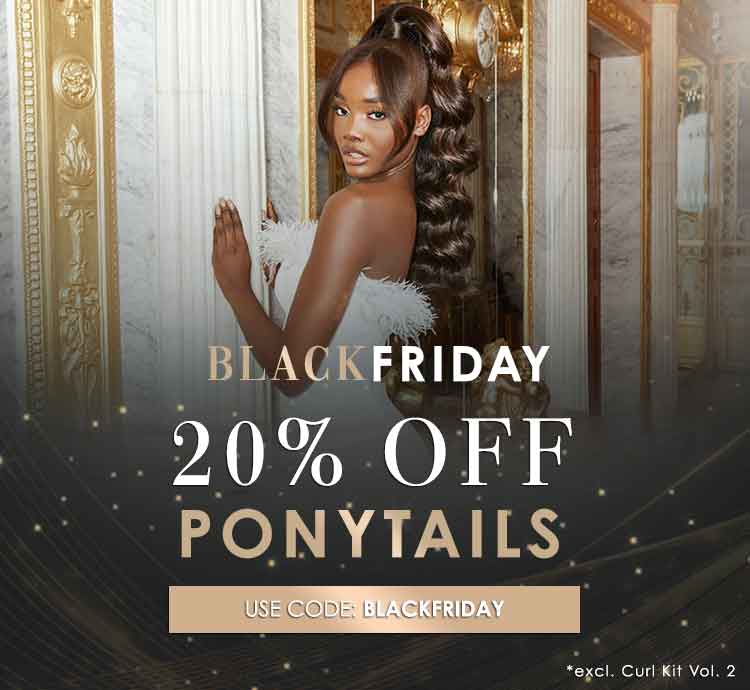 BLACKFRIDAY
20% OFF
PONYTAILS
USE CODE: BLACKFRIDAY
*excl. Curl Kit Vol. 2